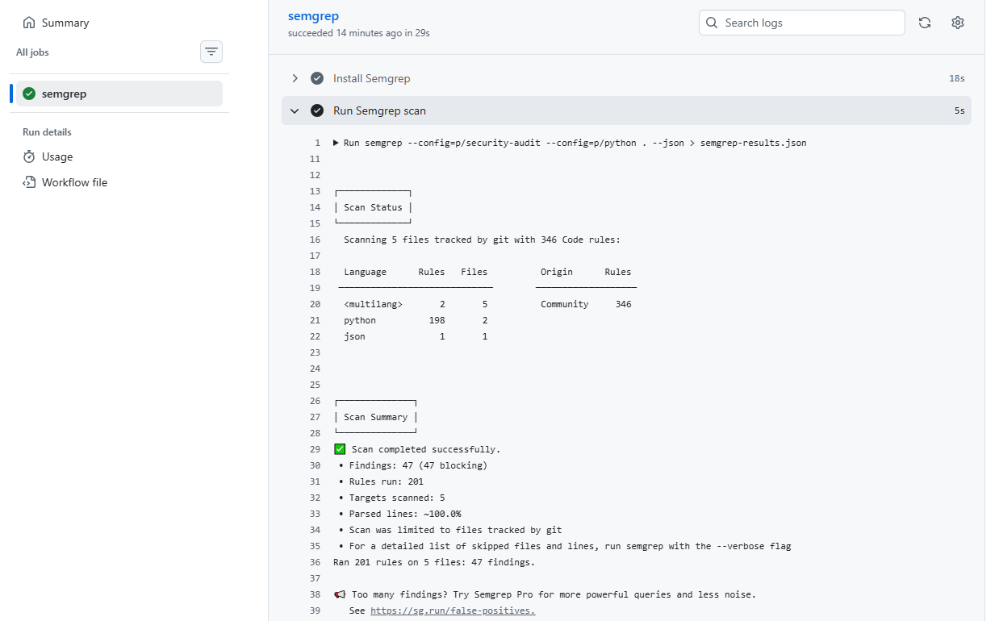 Summary
All jobs
semgrep
Run details
Usage
Workflow file
semgrep
succeeded 14 minutes ago in 29s
Search logs
Install Semgrep 18s
Run Semgrep scan 5s
1 Run semgrep --config=p/security-audit --config=p/python . --json > semgrep-results.json
11
12
13
14 Scan Status
15
16 Scanning 5 files tracked by git with 346 Code rules:
17
18 Language Rules Files Origin Rules
19
20 <multilang> 2 5 Community 346
21 python 198 2
22 json 1 1
23
24
25
26
27 Scan Summary
28
29 ✅ Scan completed successfully.
30 • Findings: 47 (47 blocking)
31 • Rules run: 201
32 • Targets scanned: 5
33 • Parsed lines: ~100.0%
34 • Scan was limited to files tracked by git
35 • For a detailed list of skipped files and lines, run semgrep with the --verbose flag
36 Ran 201 rules on 5 files: 47 findings.
37
38 📢 Too many findings? Try Semgrep Pro for more powerful queries and less noise.
39 See https://sg.run/false-positives.